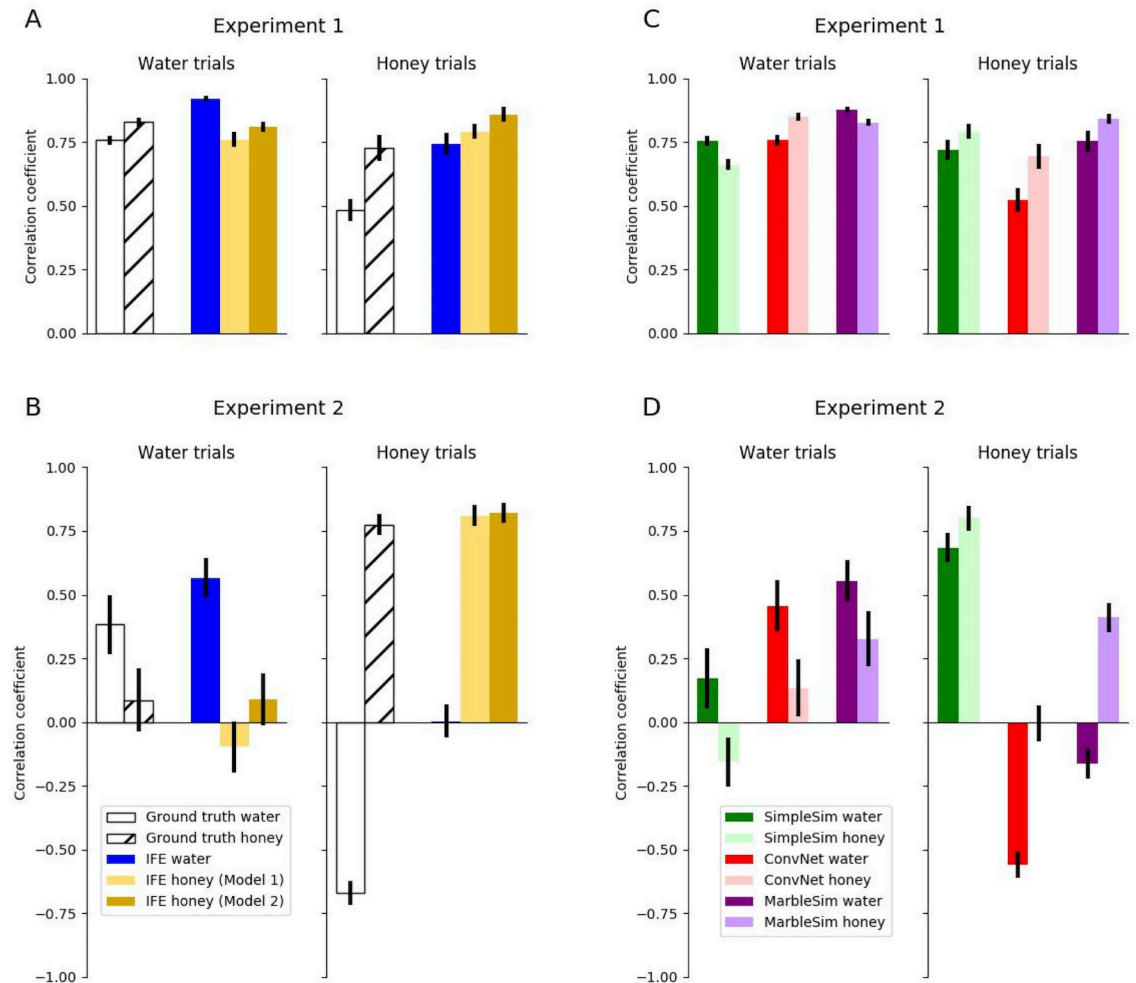 A
Experiment 1
Water trials
Honey trials
1.00
0.75
0.50
0.25
0.00
Correlation coefficient
C
Experiment 1
Water trials
Honey trials
1.00
0.75
0.50
0.25
0.00
Correlation coefficient
B
Experiment 2
Water trials
Honey trials
1.00
0.75
0.50
0.25
0.00
−0.25
−0.50
−0.75
−1.00
Correlation coefficient
Ground truth water
Ground truth honey
IFE water
IFE honey (Model 1)
IFE honey (Model 2)
D
Experiment 2
Water trials
Honey trials
1.00
0.75
0.50
0.25
0.00
−0.25
−0.50
−0.75
−1.00
Correlation coefficient
SimpleSim water
SimpleSim honey
ConvNet water
ConvNet honey
MarbleSim water
MarbleSim honey